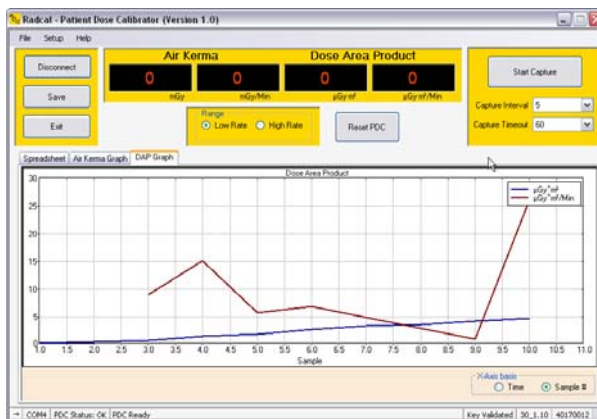 Radcal - Patient Dose Calibrator (Version 1.0)
File Setup Help
Disconnect
Save
Exit
Air Kerma Dose Area Product
0 0 0 0
mGy mGy/Min µGy m² µGy m²/Min
Range
Low Rate High Rate
Reset PDC
Start Capture
Capture Interval 5
Capture Timeout 60
Spreadsheet Air Kerma Graph DAP Graph
Dose Area Product
µGy*m²
µGy*m²/Min
30
25
20
15
10
5
0
1.0 1.5 2.0 2.5 3.0 3.5 4.0 4.5 5.0 5.5 6.0 6.5 7.0 7.5 8.0 8.5 9.0 9.5 10.0 10.5 11.0
Sample
X-Axis basis
Time Sample #
COM4 PDC Status: OK PDC Ready Key Validated 30_1.10 40170012